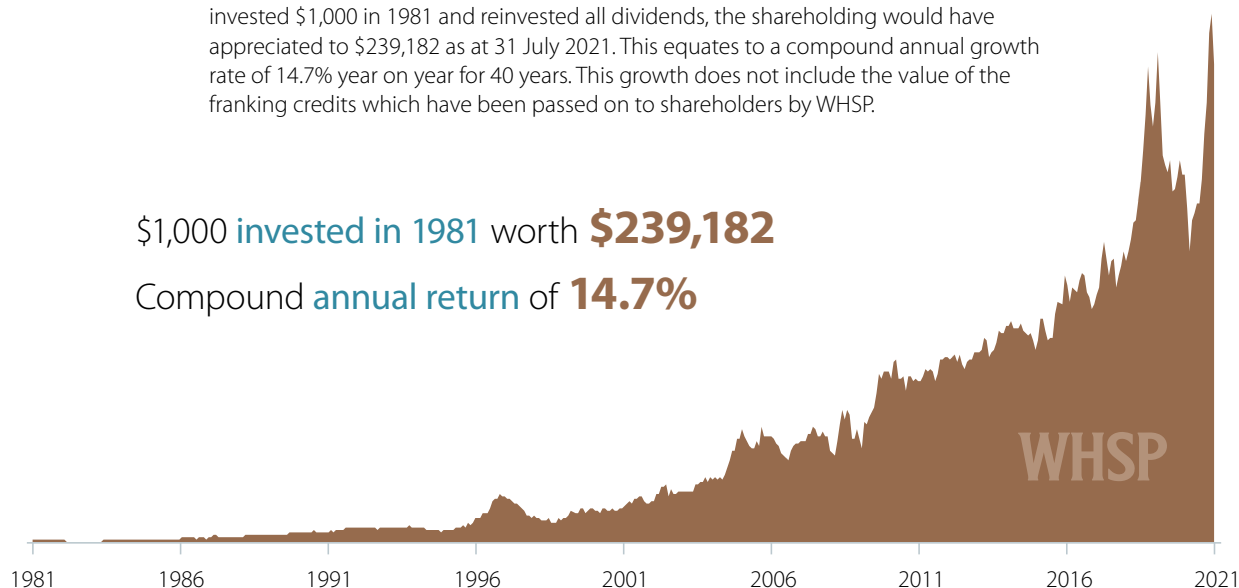 invested $1,000 in 1981 and reinvested all dividends, the shareholding would have
appreciated to $239,182 as at 31 July 2021. This equates to a compound annual growth
rate of 14.7% year on year for 40 years. This growth does not include the value of the
franking credits which have been passed on to shareholders by WHSP.
$1,000 invested in 1981 worth $239,182
Compound annual return of 14.7%
WHSP
1981 1986 1991 1996 2001 2006 2011 2016 2021